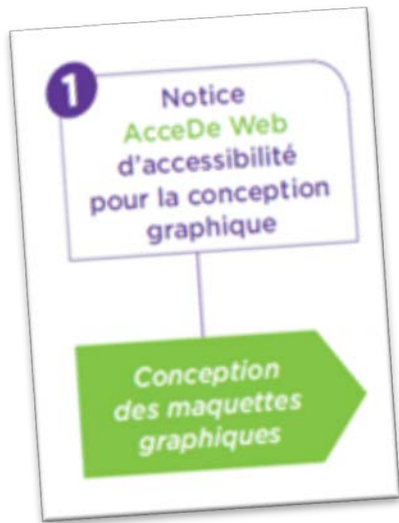 1
Notice
AcceDe Web
d'accessibilité
pour la conception
graphique
Conception
des maquettes
graphiques